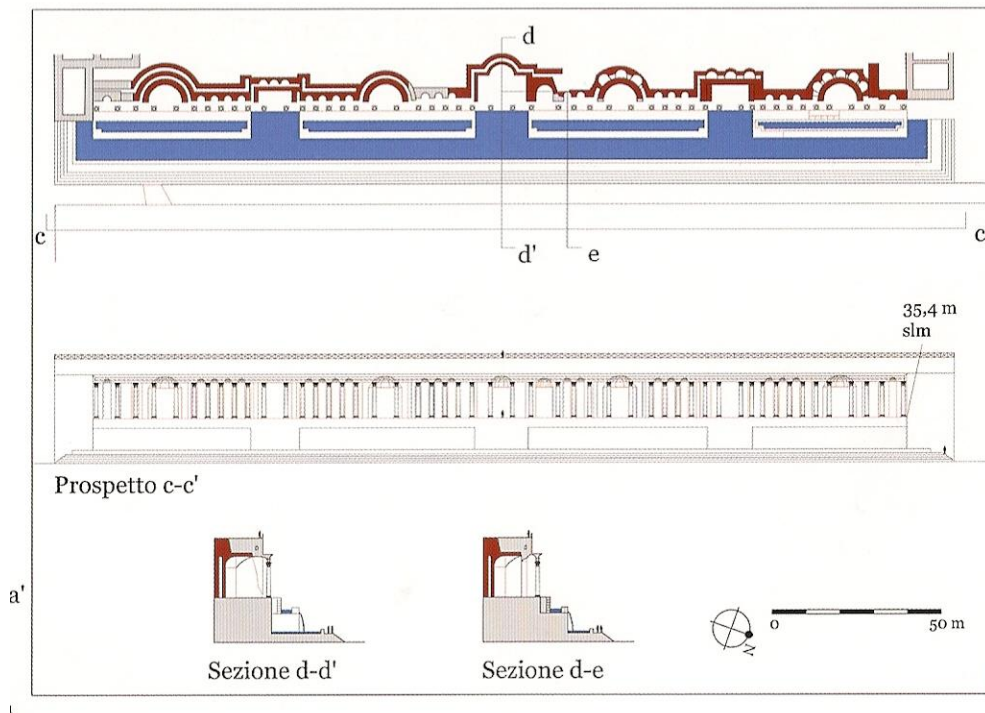 d
c
d'
e
c
35,4 m
slm
Prospetto c-c'
a'
Sezione d-d'
Sezione d-e
N
0
50 m